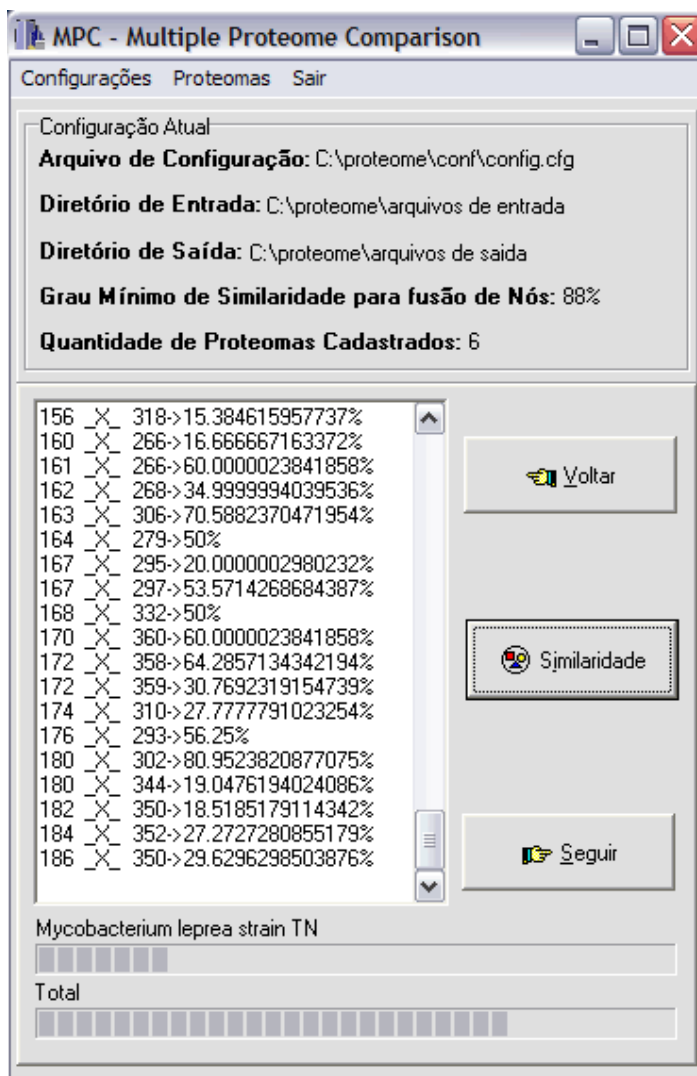 MPC - Multiple Proteome Comparison
Configurações Proteomas Sair
Configuração Atual
Arquivo de Configuração: C:\proteome\conf\config.cfg
Diretório de Entrada: C:\proteome\arquivos de entrada
Diretório de Saída: C:\proteome\arquivos de saida
Grau Mínimo de Similaridade para fusão de Nós: 88%
Quantidade de Proteomas Cadastrados: 6
156 _X_ 318->15.384615957737%
160 _X_ 266->16.666667163372%
161 _X_ 266->60.0000023841858%
162 _X_ 268->34.9999994039536%
163 _X_ 306->70.5882370471954%
164 _X_ 279->50%
167 _X_ 295->20.0000002980232%
167 _X_ 297->53.5714268684387%
168 _X_ 332->50%
170 _X_ 360->60.0000023841858%
172 _X_ 358->64.2857134342194%
172 _X_ 359->30.7692319154739%
174 _X_ 310->27.7777791023254%
176 _X_ 293->56.25%
180 _X_ 302->80.9523820877075%
180 _X_ 344->19.0476194024086%
182 _X_ 350->18.5185179114342%
184 _X_ 352->27.2727280855179%
186 _X_ 350->29.6296298503876%
Voltar
Similaridade
Seguir
Mycobacterium leprea strain TN
Total